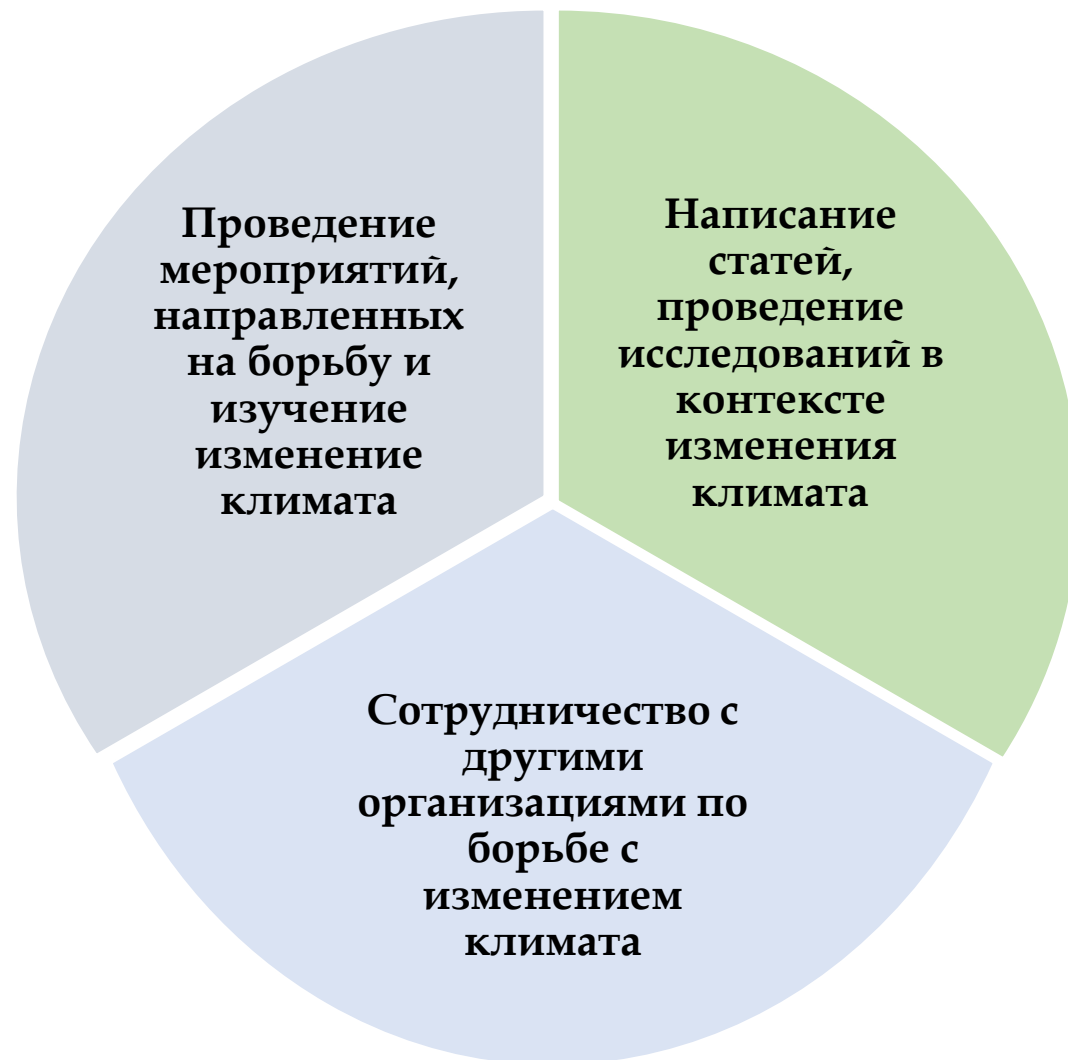 Проведение
мероприятий,
направленных
на борьбу и
изучение
изменение
климата
Написание
статей,
проведение
исследований в
контексте
изменения
климата
Сотрудничество с
другими
организациями по
борьбе с
изменением
климата